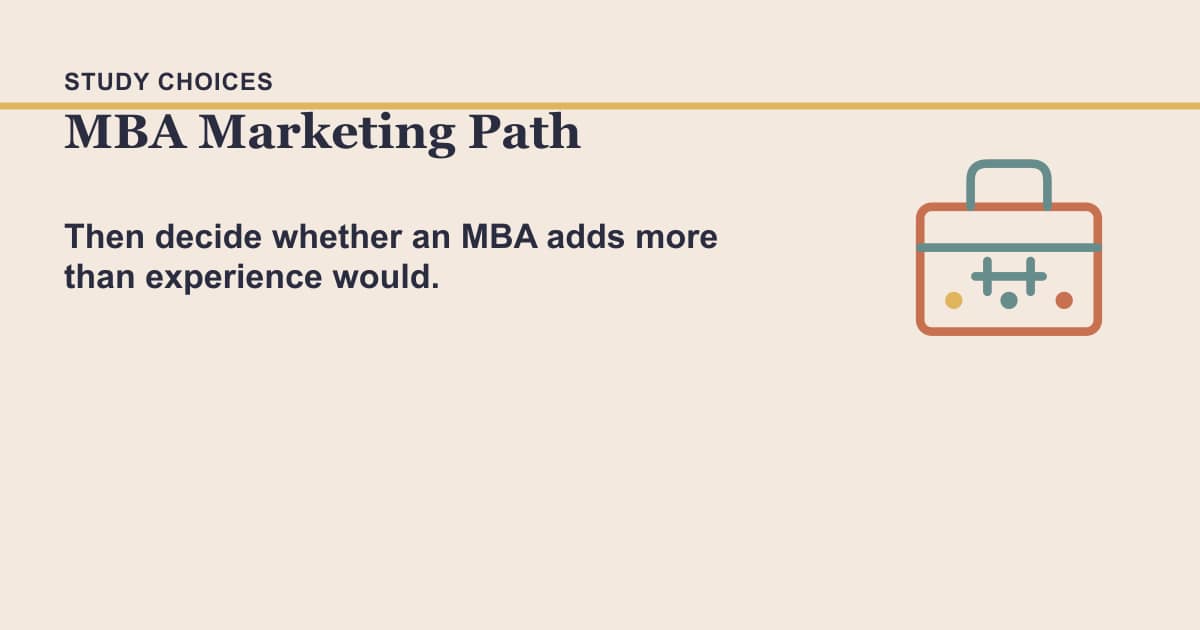 STUDY CHOICES
MBA Marketing Path
Then decide whether an MBA adds more
than experience would.